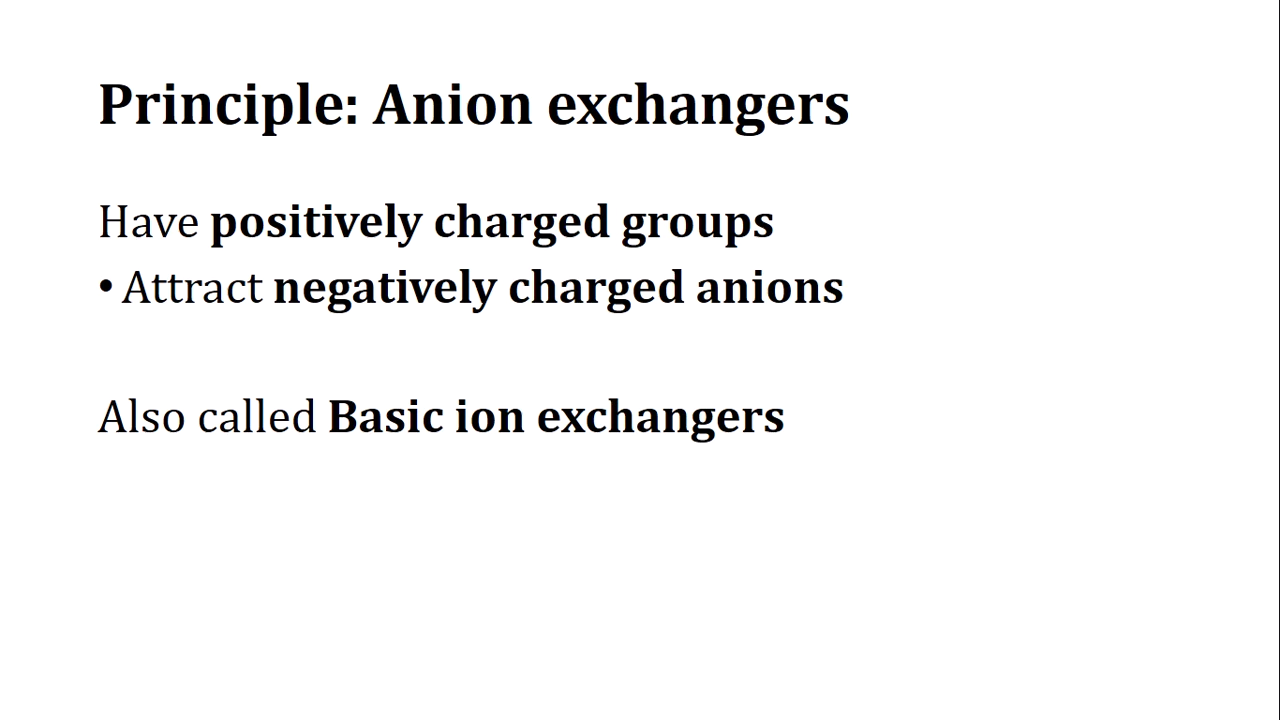 Principle: Anion exchangers
Have positively charged groups
• Attract negatively charged anions
Also called Basic ion exchangers